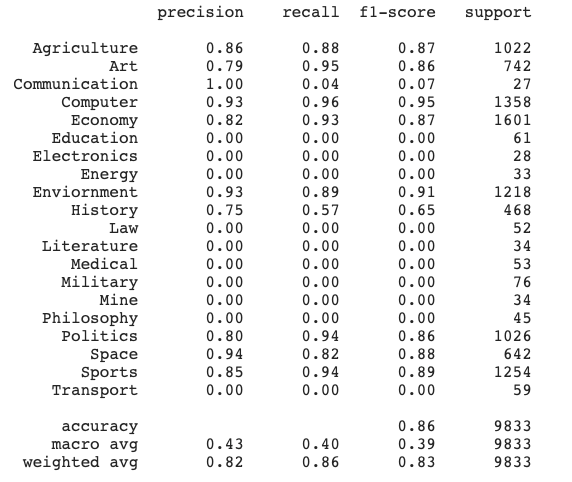 precision recall f1-score support
Agriculture 0.86 0.88 0.87 1022
Art 0.79 0.95 0.86 742
Communication 1.00 0.04 0.07 27
Computer 0.93 0.96 0.95 1358
Economy 0.82 0.93 0.87 1601
Education 0.00 0.00 0.00 61
Electronics 0.00 0.00 0.00 28
Energy 0.00 0.00 0.00 33
Enviornment 0.93 0.89 0.91 1218
History 0.75 0.57 0.65 468
Law 0.00 0.00 0.00 52
Literature 0.00 0.00 0.00 34
Medical 0.00 0.00 0.00 53
Military 0.00 0.00 0.00 76
Mine 0.00 0.00 0.00 34
Philosophy 0.00 0.00 0.00 45
Politics 0.80 0.94 0.86 1026
Space 0.94 0.82 0.88 642
Sports 0.85 0.94 0.89 1254
Transport 0.00 0.00 0.00 59
accuracy 0.86 9833
macro avg 0.43 0.40 0.39 9833
weighted avg 0.82 0.86 0.83 9833